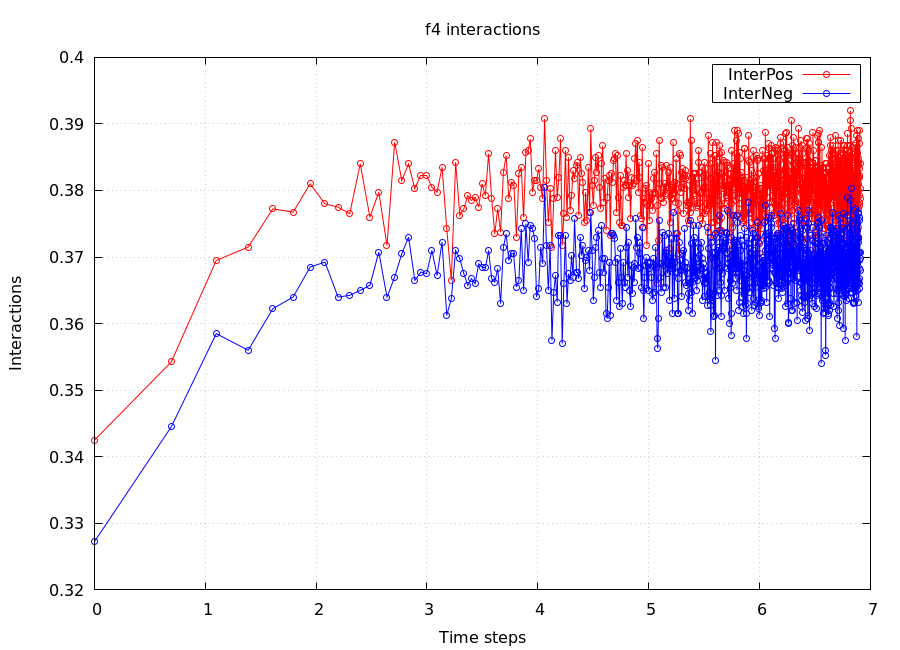 f4 interactions
InterPos
InterNeg
0.4
0.39
0.38
0.37
0.36
0.35
0.34
0.33
0.32
Interactions
0 1 2 3 4 5 6 7
Time steps